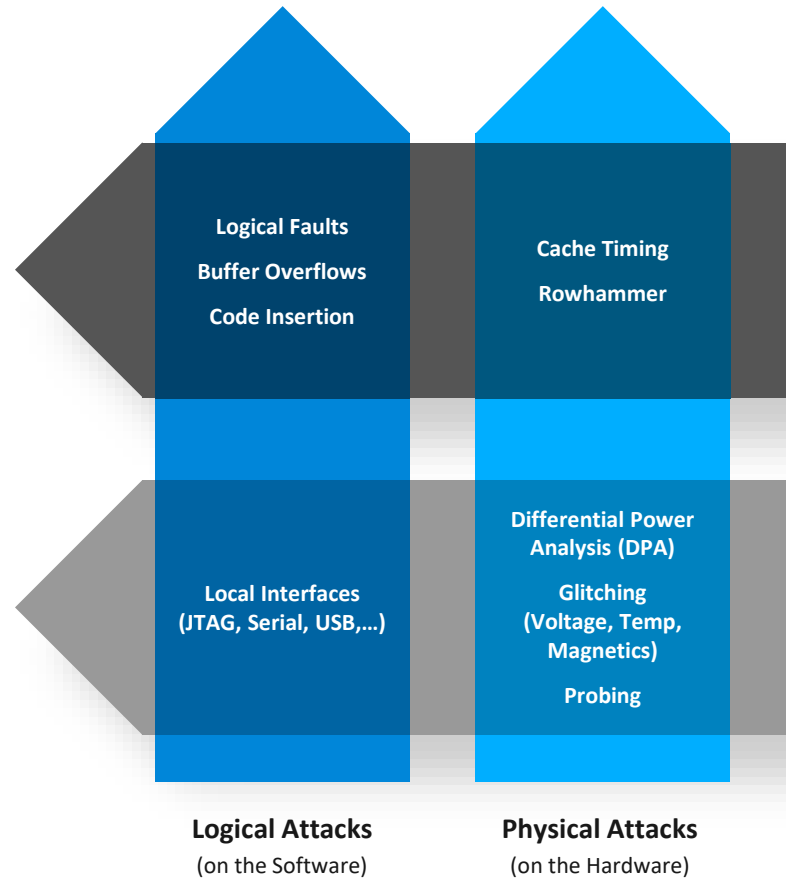 Logical Faults
Buffer Overflows
Code Insertion
Cache Timing
Rowhammer
Local Interfaces
(JTAG, Serial, USB,...)
Differential Power
Analysis (DPA)
Glitching
(Voltage, Temp,
Magnetics)
Probing
Logical Attacks
(on the Software)
Physical Attacks
(on the Hardware)